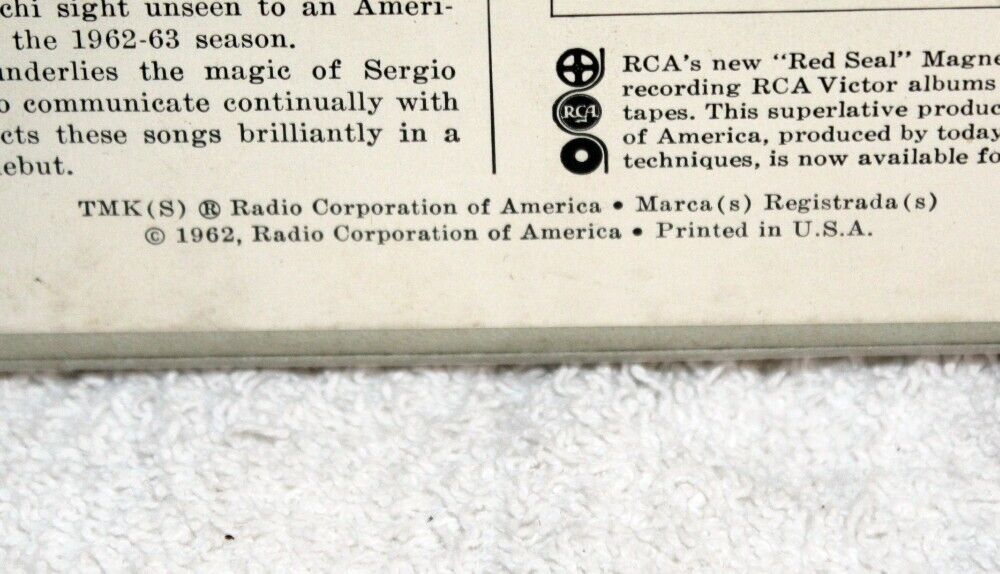 chi sight unseen to an Ameri-
the 1962-63 season.
underlies the magic of Sergio
o communicate continually with
cts these songs brilliantly in a
ebut.
RCA
RCA's new "Red Seal" Magne
recording RCA Victor albums
tapes. This superlative produc
of America, produced by today
techniques, is now available fo
TMK(S) ® Radio Corporation of America • Marca(s) Registrada(s)
© 1962, Radio Corporation of America • Printed in U.S.A.